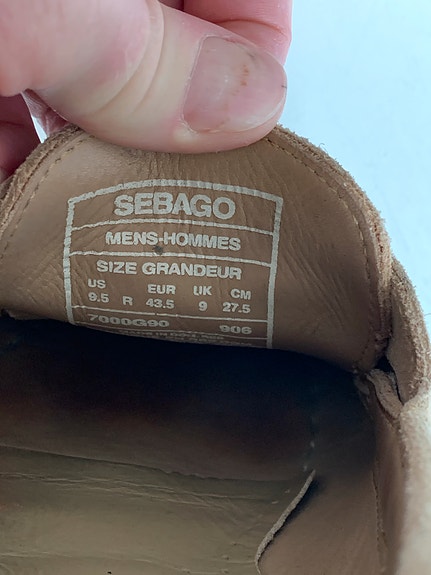 SEBAGO
MENS-HOMMES
SIZE GRANDEUR
US EUR UK CM
9.5 R 43.5 9 27.5
7000G90 906